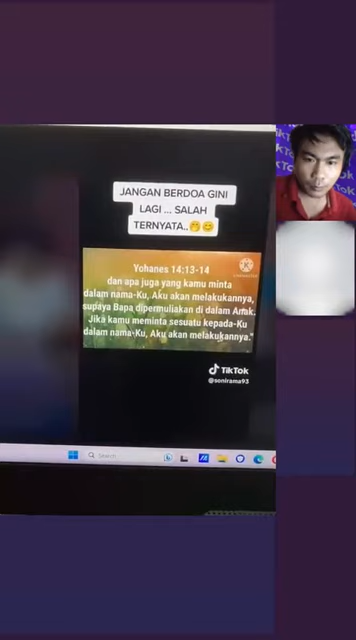 JANGAN BERDOA GINI
LAGI ... SALAH
TERNYATA..🤭😊
Yohanes 14:13-14
dan apa juga yang kamu minta
dalam nama-Ku, Aku akan melakukannya,
supaya Bapa dipermuliakan di dalam Anak.
Jika kamu meminta sesuatu kepada-Ku
dalam nama-Ku, Aku akan melakukannya."
TikTok
@sonirama93
Search
TikTok